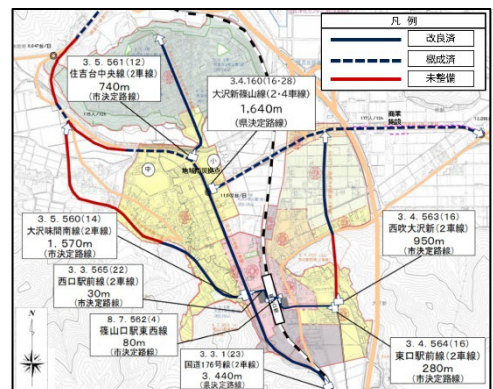 凡 例
改良済
概成済
未整備
3. 5. 561(12)
住吉台中央線(2車線)
740m
(市決定路線)
3.4.160(16-28)
大沢新篠山線(2・4車線)
1,640m
(県決定路線)
商業
施設
中
小
3. 5. 560(14)
大沢味間南線(2車線)
1, 570m
(市決定路線)
3. 4. 563(16)
西吹大沢新(2車線)
950m
(市決定路線)
3. 3. 565(22)
西口駅前線(2車線)
30m
(市決定路線)
8. 7. 562(4)
篠山口駅東西線
80m
(市決定路線)
3. 3. 1(23)
国道176号線(2車線)
3, 440m
(県決定路線)
3. 4. 564(16)
東口駅前線(2車線)
280m
(市決定路線)
N